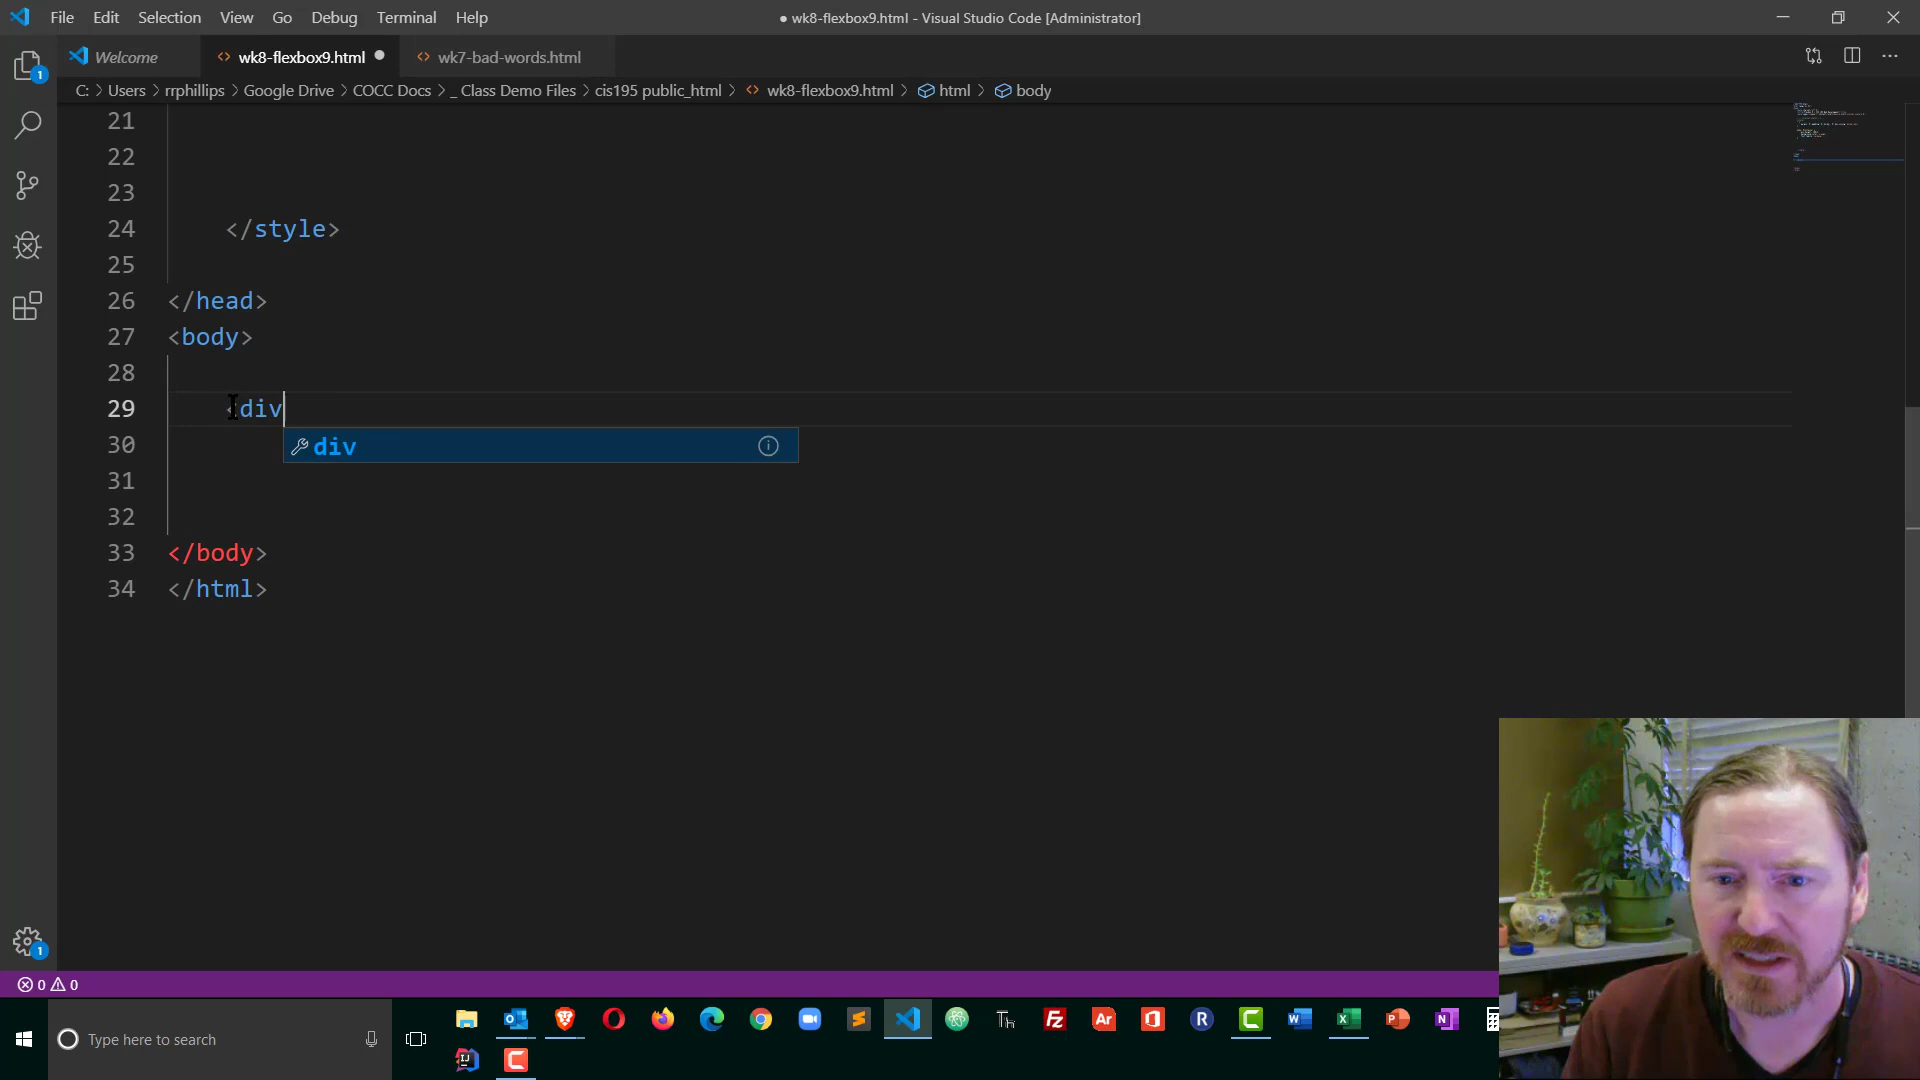 File Edit Selection View Go Debug Terminal Help
● wk8-flexbox9.html - Visual Studio Code [Administrator]
Welcome
wk8-flexbox9.html
wk7-bad-words.html
C: > Users > rrphillips > Google Drive > COCC Docs > _ Class Demo Files > cis195 public_html > wk8-flexbox9.html > html > body
21
22
23
24 </style>
25
26 </head>
27 <body>
28
29 <div
30 div
31
32
33 </body>
34 </html>
1
1
0 0
Type here to search